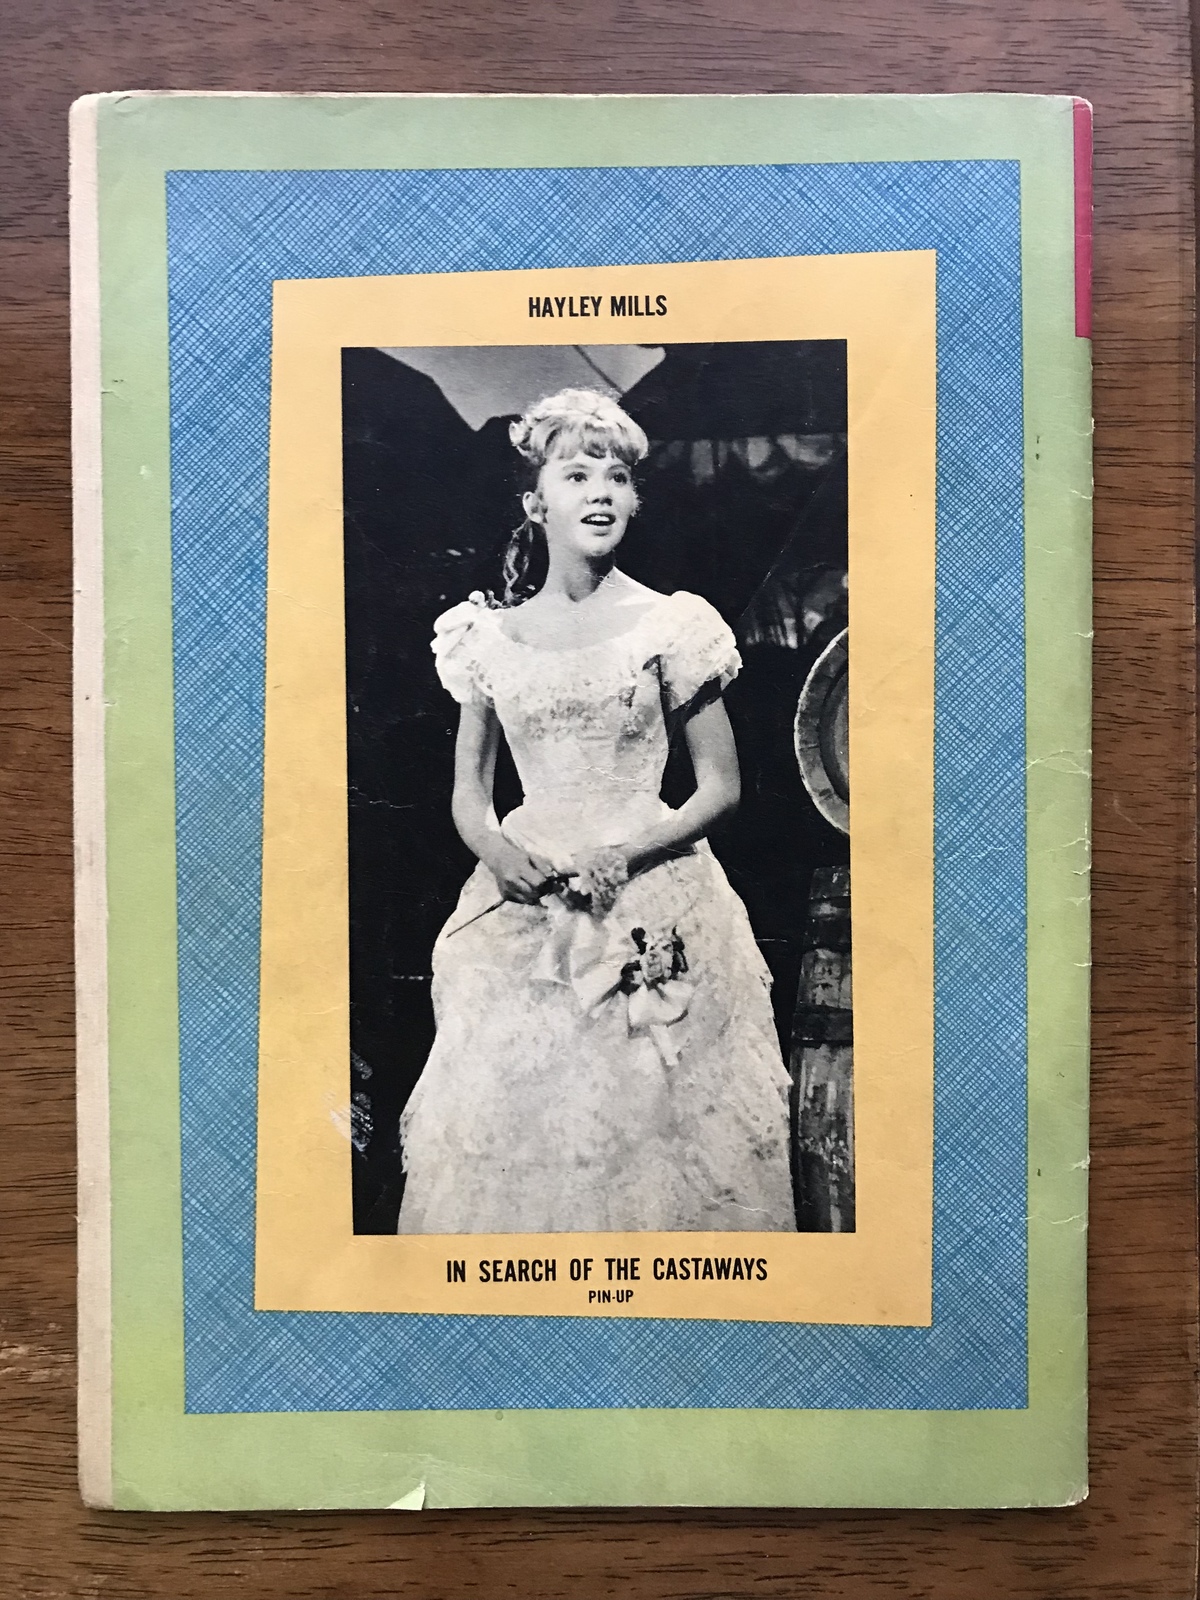 HAYLEY MILLS
IN SEARCH OF THE CASTAWAYS
PIN-UP